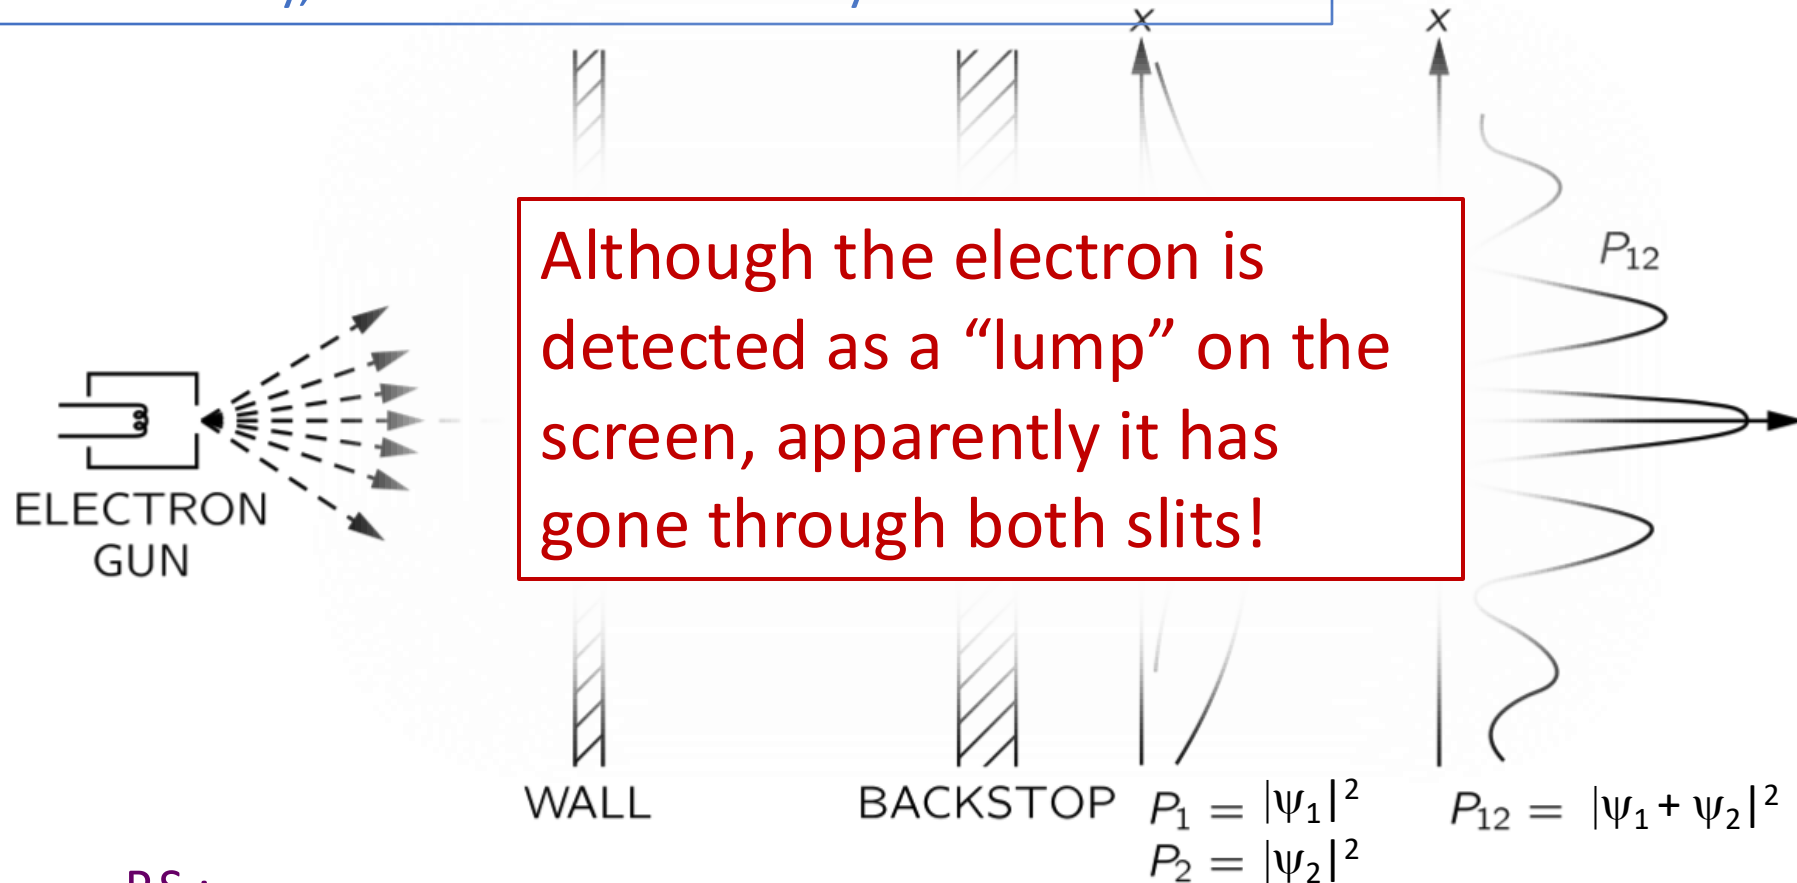 x x
Although the electron is
detected as a “lump” on the
screen, apparently it has
gone through both slits!
P₁₂
ELECTRON
GUN
WALL BACKSTOP P₁ = |ψ₁|² P₁₂ = |ψ₁ + ψ₂|²
P₂ = |ψ₂|²